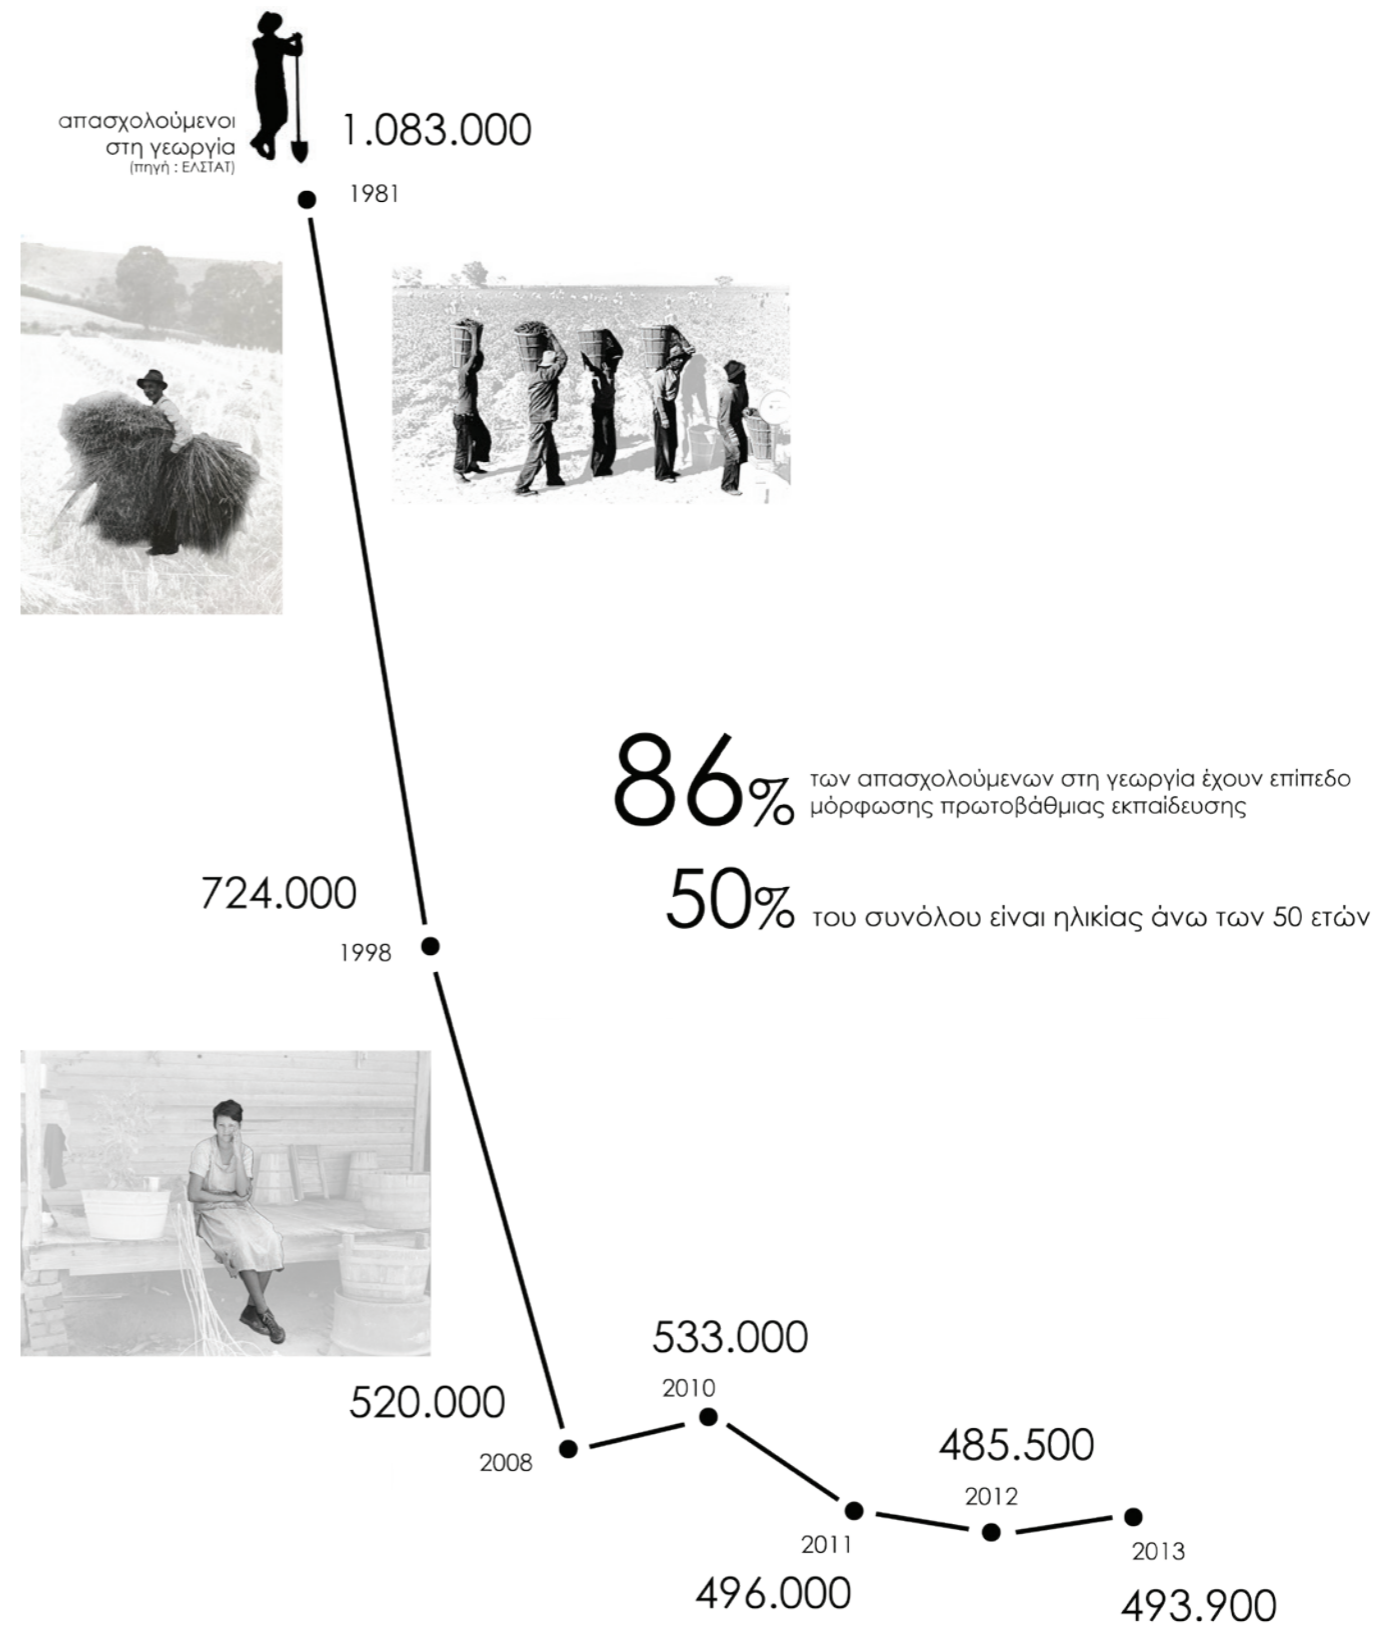 απασχολούμενοι
στη γεωργία
(πηγή : ΕΛΣΤΑΤ)
1.083.000
1981
86% των απασχολούμενων στη γεωργία έχουν επίπεδο
μόρφωσης πρωτοβάθμιας εκπαίδευσης
50% του συνόλου είναι ηλικίας άνω των 50 ετών
724.000
1998
533.000
2010
520.000
2008
485.500
2012
2011
496.000
2013
493.900